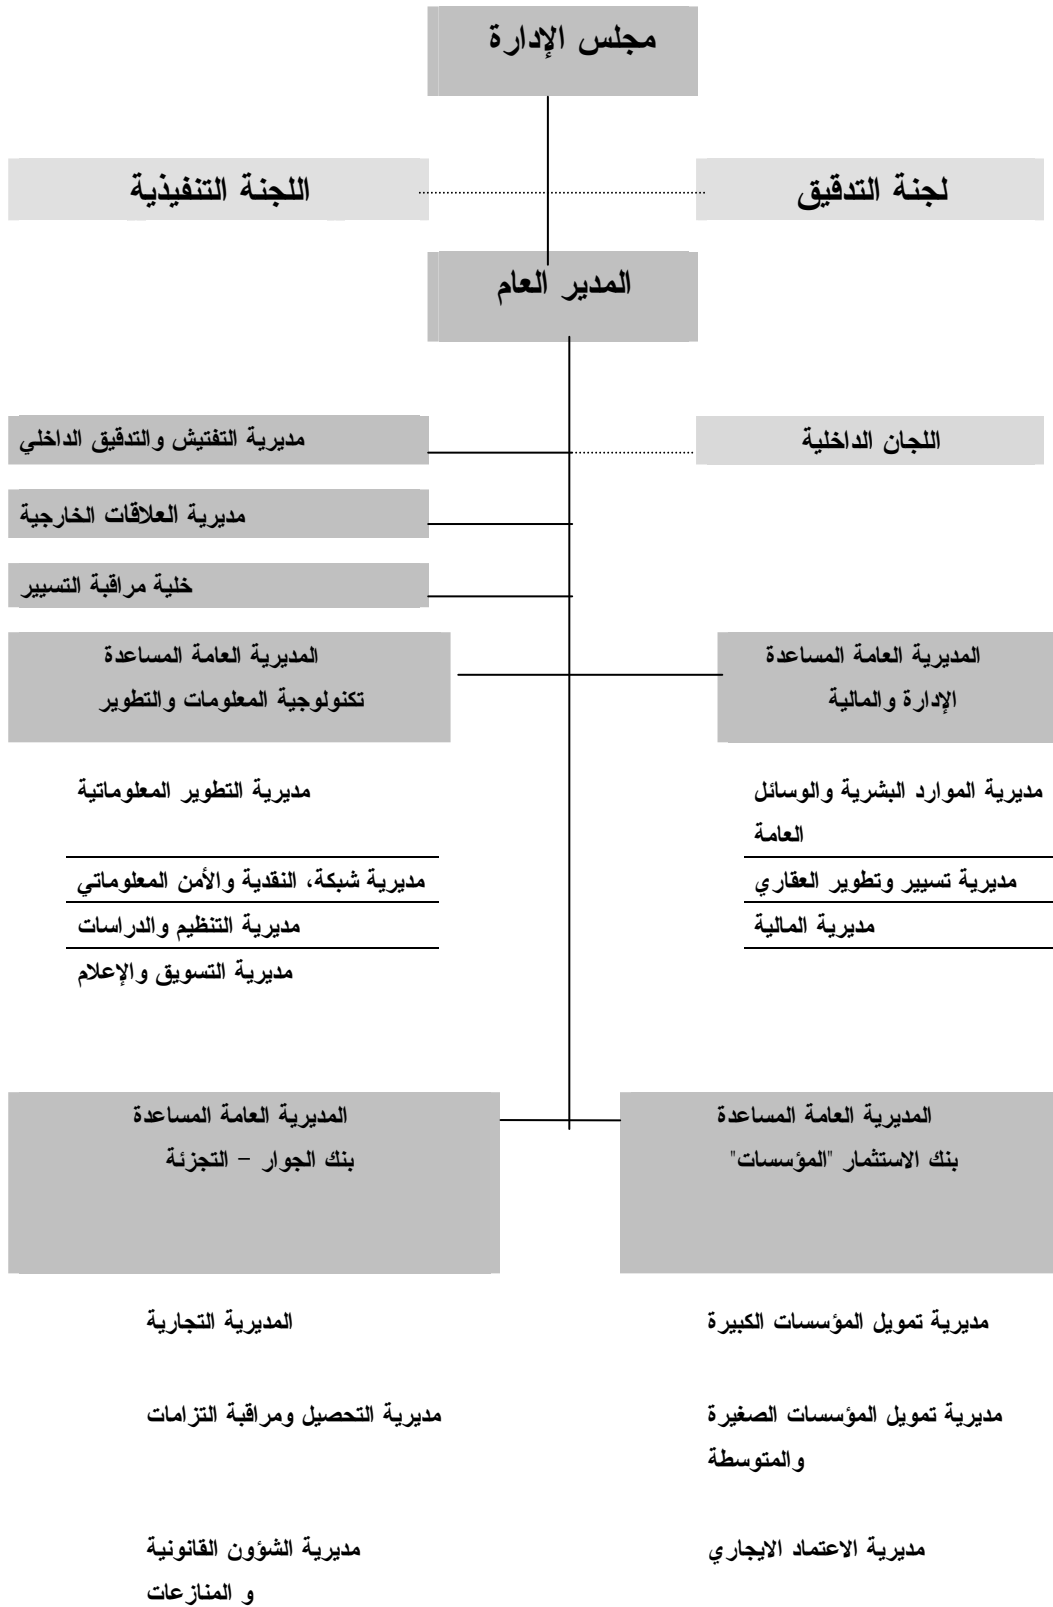 مجلس الإدارة
لجنة التدقيق
اللجنة التنفيذية
المدير العام
اللجان الداخلية
مديرية التفتيش والتدقيق الداخلي
مديرية العلاقات الخارجية
خلية مراقبة التسيير
المديرية العامة المساعدة
الإدارة والمالية
المديرية العامة المساعدة
تكنولوجية المعلومات والتطوير
مديرية الموارد البشرية والوسائل
العامة
مديرية تسيير وتطوير العقاري
مديرية المالية
مديرية التطوير المعلوماتية
مديرية شبكة، النقدية والأمن المعلوماتي
مديرية التنظيم والدراسات
مديرية التسويق والإعلام
المديرية العامة المساعدة
بنك الاستثمار "المؤسسات"
المديرية العامة المساعدة
بنك الجوار – التجزئة
مديرية تمويل المؤسسات الكبيرة
مديرية تمويل المؤسسات الصغيرة
والمتوسطة
مديرية الاعتماد الايجاري
المديرية التجارية
مديرية التحصيل ومراقبة التزامات
مديرية الشؤون القانونية
و المنازعات